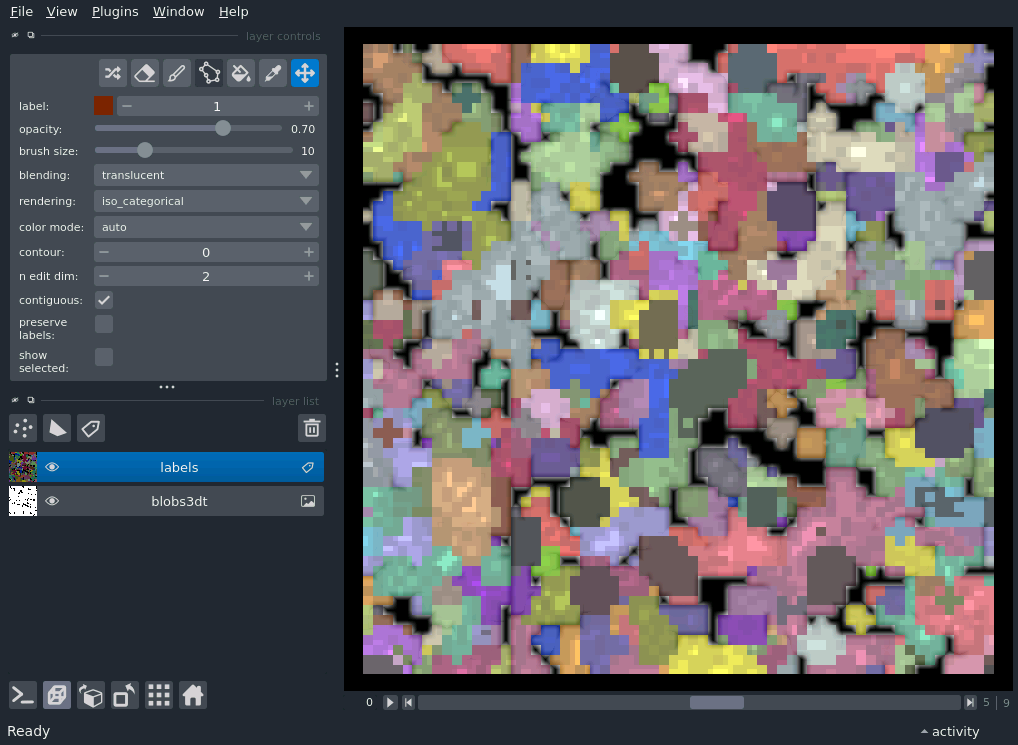 File View Plugins Window Help
layer controls
label: 1
opacity: 0.70
brush size: 10
blending: translucent
rendering: iso_categorical
color mode: auto
contour: 0
n edit dim: 2
contiguous:
preserve
labels:
show
selected:
layer list
labels
blobs3dt
0 5 | 9
Ready activity